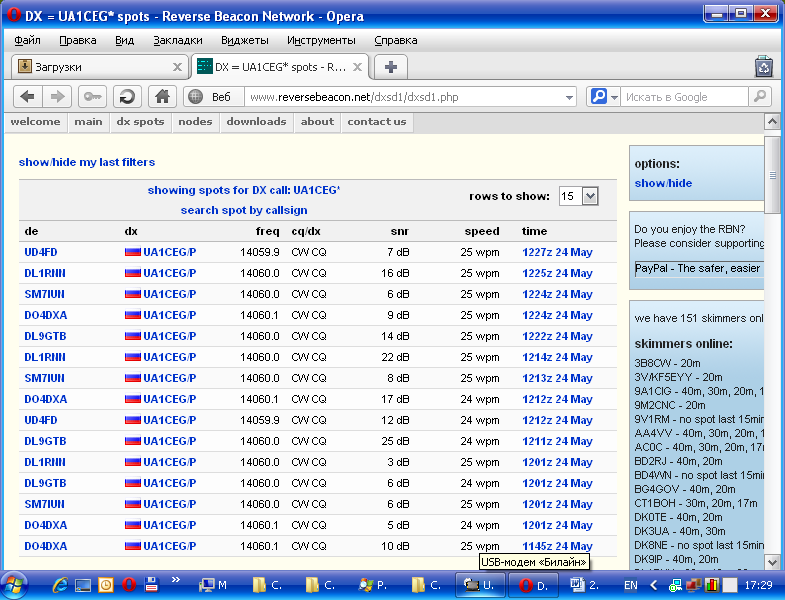 DX = UA1CEG* spots - Reverse Beacon Network - Opera
Файл Правка Вид Закладки Виджеты Инструменты Справка
Загрузки DX = UA1CEG* spots - R...
Веб www.reversebeacon.net/dxsd1/dxsd1.php Искать в Google
welcome main dx spots nodes downloads about contact us
show/hide my last filters
showing spots for DX call: UA1CEG*
search spot by callsign
rows to show: 15
de dx freq cq/dx snr speed time
UD4FD UA1CEG/P 14059.9 CW CQ 7 dB 25 wpm 1227z 24 May
DL1RNN UA1CEG/P 14060.0 CW CQ 16 dB 25 wpm 1225z 24 May
SM7IUN UA1CEG/P 14060.0 CW CQ 6 dB 25 wpm 1224z 24 May
DO4DXA UA1CEG/P 14060.1 CW CQ 9 dB 25 wpm 1224z 24 May
DL9GTB UA1CEG/P 14060.0 CW CQ 14 dB 25 wpm 1222z 24 May
DL1RNN UA1CEG/P 14060.0 CW CQ 22 dB 25 wpm 1214z 24 May
SM7IUN UA1CEG/P 14060.0 CW CQ 8 dB 25 wpm 1213z 24 May
DO4DXA UA1CEG/P 14060.1 CW CQ 17 dB 24 wpm 1212z 24 May
UD4FD UA1CEG/P 14059.9 CW CQ 12 dB 24 wpm 1212z 24 May
DL9GTB UA1CEG/P 14060.0 CW CQ 25 dB 24 wpm 1211z 24 May
DL1RNN UA1CEG/P 14060.0 CW CQ 3 dB 25 wpm 1201z 24 May
DL9GTB UA1CEG/P 14060.0 CW CQ 6 dB 24 wpm 1201z 24 May
SM7IUN UA1CEG/P 14060.0 CW CQ 6 dB 25 wpm 1201z 24 May
DO4DXA UA1CEG/P 14060.1 CW CQ 5 dB 24 wpm 1201z 24 May
DO4DXA UA1CEG/P 14060.1 CW CQ 10 dB 25 wpm 1145z 24 May
options:
show/hide
Do you enjoy the RBN?
Please consider supporting
PayPal - The safer, easier
we have 151 skimmers onl
skimmers online:
3B8CW - 20m
3V/KF5EYY - 20m
9A1CIG - 40m, 30m, 20m, 1
9M2CNC - 20m
9V1RM - no spot last 15min
AA4VV - 40m, 30m, 20m, 1
AC0C - 40m, 30m, 20m, 17m
BD2RJ - 40m, 20m
BD4WN - no spot last 15min
BG4GOV - 40m, 20m
CT1BOH - 30m, 20m, 17m
DK0TE - 40m, 20m
DK3UA - 40m, 30m
DK8NE - no spot last 15min
DK9IP - 40m, 30m, 20m
USB-модем «Билайн»
M C. C. P. C. U. D. 2. EN 17:29